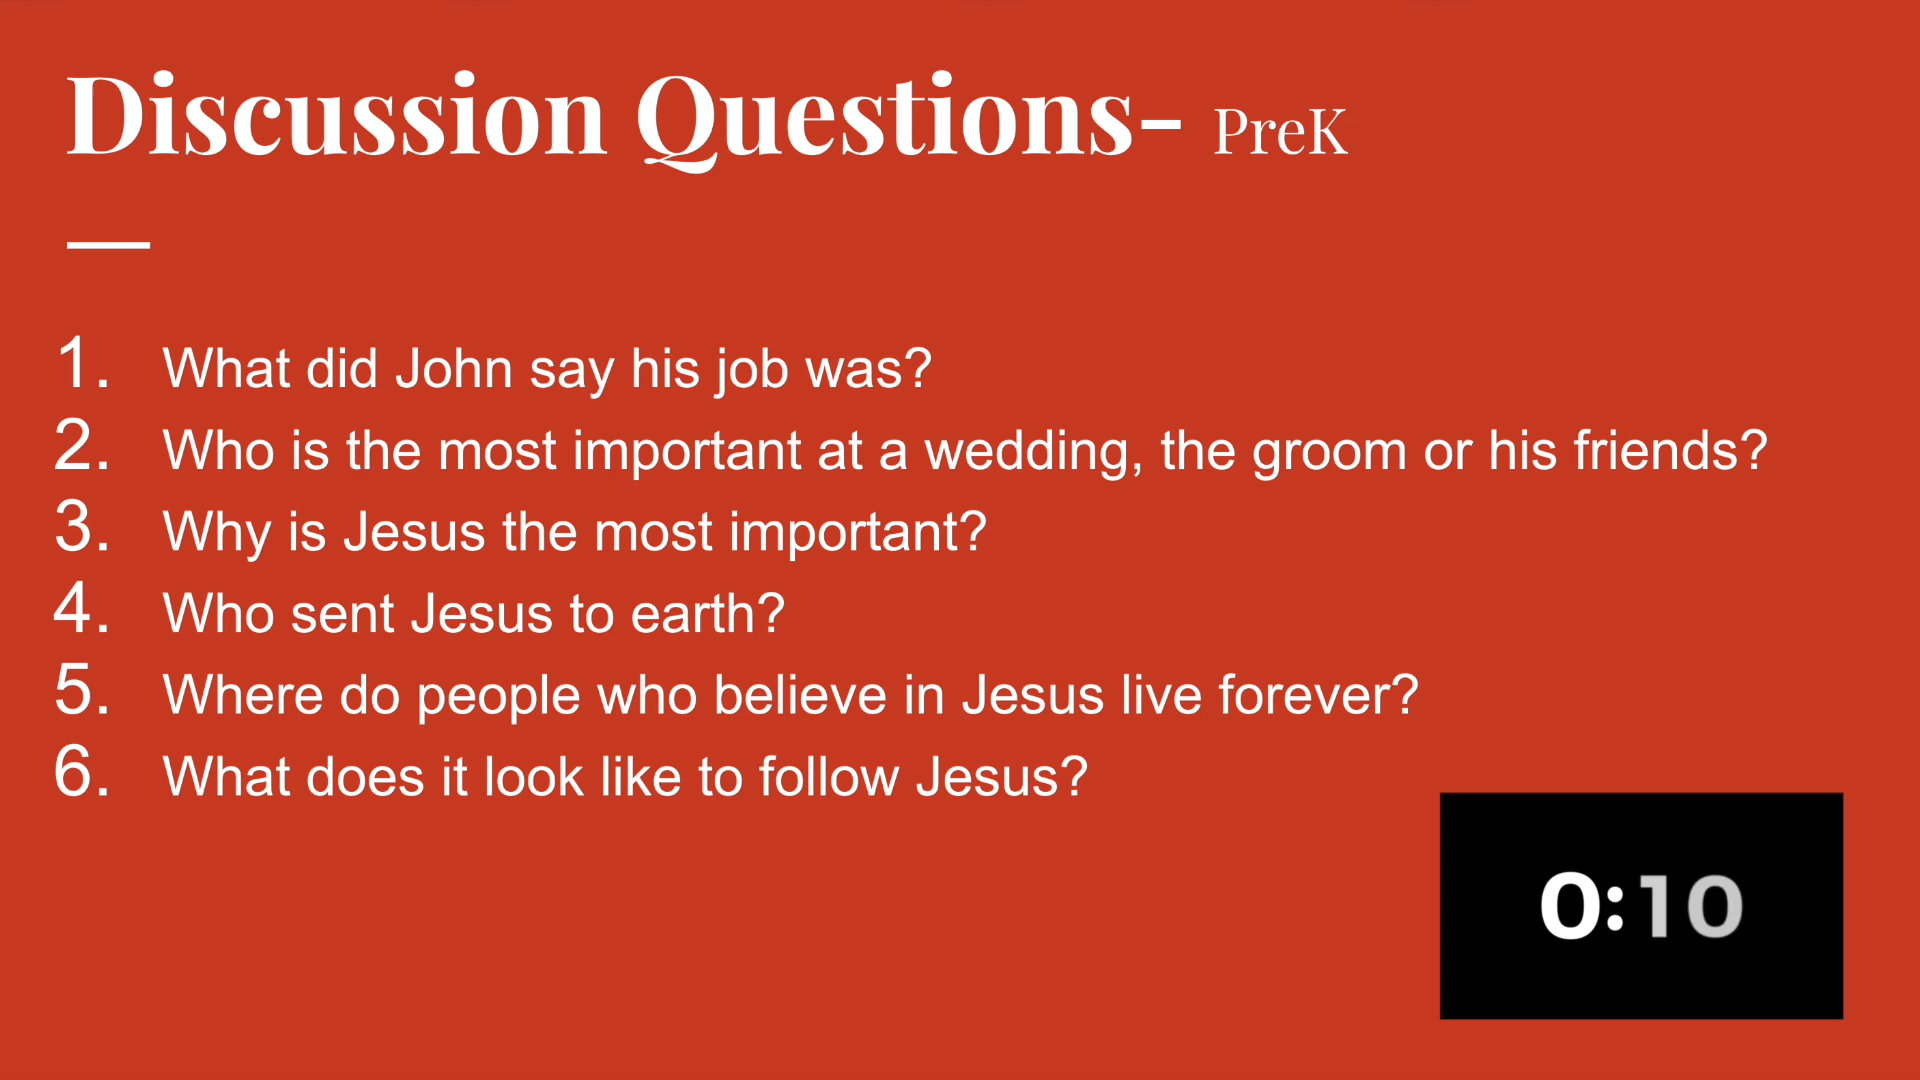 Discussion Questions- PreK
1. What did John say his job was?
2. Who is the most important at a wedding, the groom or his friends?
3. Why is Jesus the most important?
4. Who sent Jesus to earth?
5. Where do people who believe in Jesus live forever?
6. What does it look like to follow Jesus?
0:10